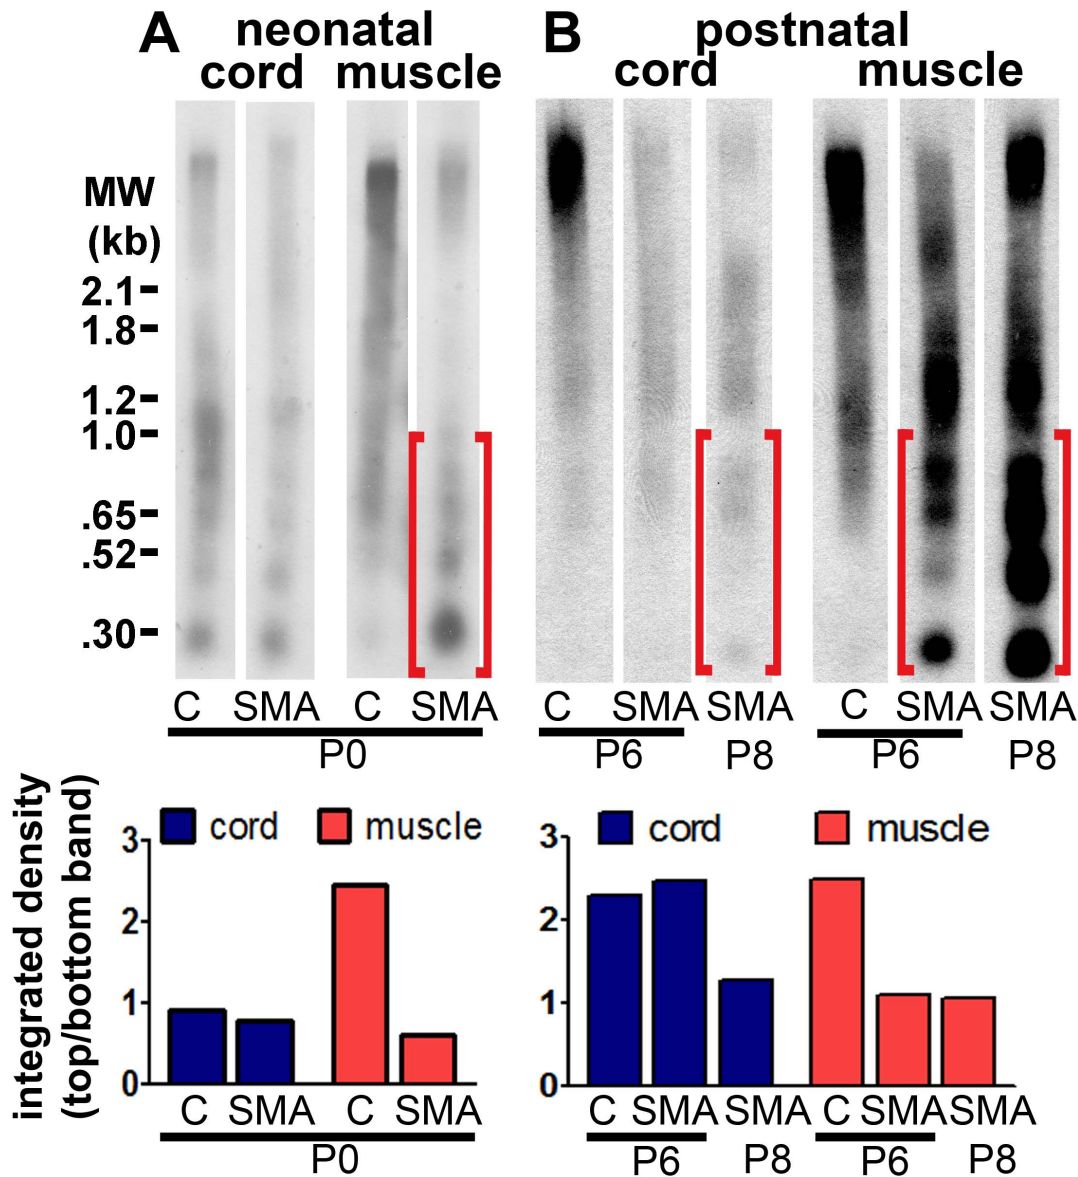 A neonatal
cord muscle
B postnatal
cord muscle
MW
(kb)
2.1
1.8
1.2
1.0
.65
.52
.30
C SMA C SMA
P0
C SMA SMA C SMA SMA
P6 P8 P6 P8
integrated density
(top/bottom band)
cord muscle
3
2
1
0
C SMA C SMA
P0
cord muscle
3
2
1
0
C SMA SMA C SMA SMA
P6 P8 P6 P8